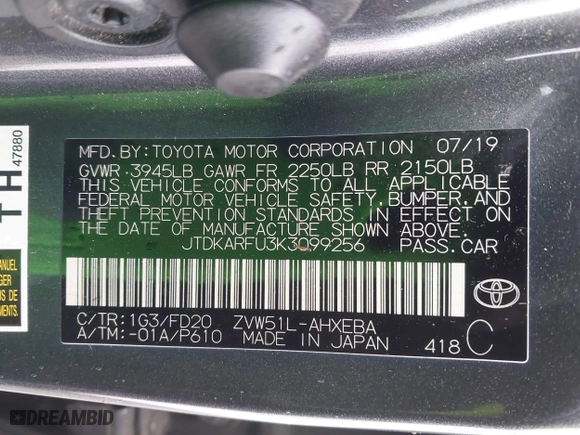 MFD.BY:TOYOTA MOTOR CORPORATION 07/19
GVWR 3945LB GAWR FR 2250LB RR 2150LB
THIS VEHICLE CONFORMS TO ALL APPLICABLE
FEDERAL MOTOR VEHICLE SAFETY, BUMPER, AND
THEFT PREVENTION STANDARDS IN EFFECT ON
THE DATE OF MANUFACTURE SHOWN ABOVE.
JTDKARFU3K3099256 PASS.CAR
C/TR:1G3/FD20 ZVW51L-AHXEBA
A/TM:-01A/P610 MADE IN JAPAN 418 C
TH
47880
MANUEL
DREAMBID